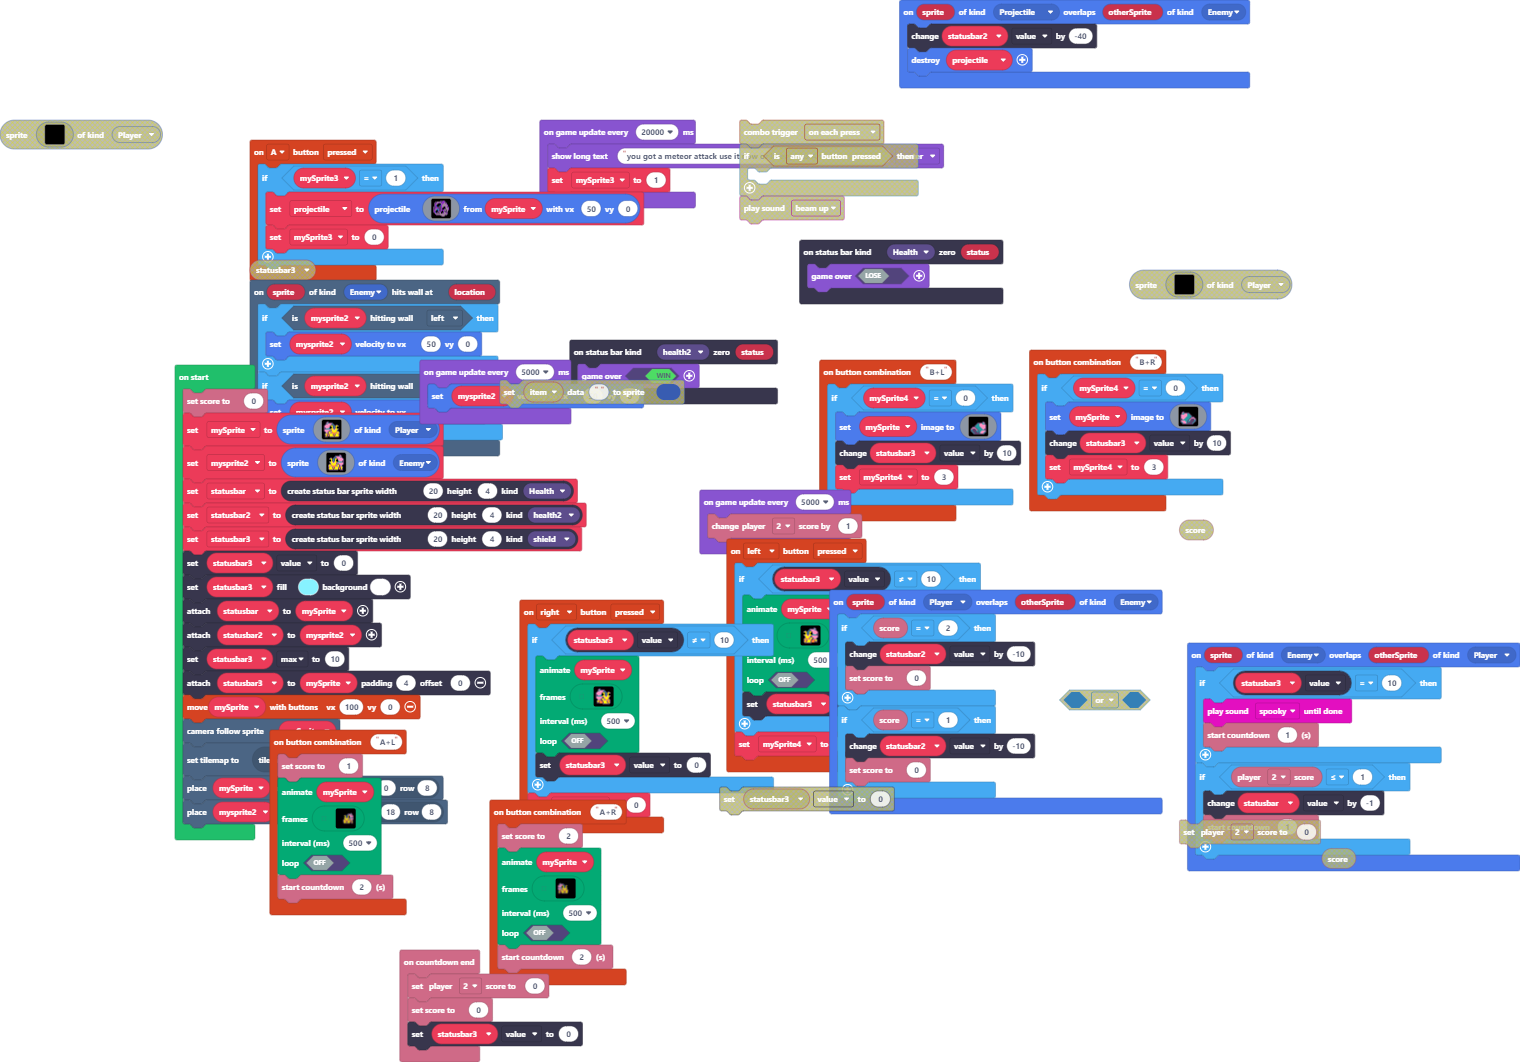 on sprite of kind Projectile overlaps otherSprite of kind Enemy
change statusbar2 value by -40
destroy projectile
sprite of kind Player
on A button pressed
if mySprite3 = 1 then
set projectile to projectile from mySprite with vx 50 vy 0
set mySprite3 to 0
statusbar3
on game update every 20000 ms
show long text "you got a meteor attack use it
set mySprite3 to 1
combo trigger on each press
if is any button pressed then
play sound beam up
on status bar kind Health zero status
game over LOSE
sprite of kind Player
on sprite of kind Enemy hits wall at location
if is mysprite2 hitting wall left then
set mysprite2 velocity to vx 50 vy 0
if is mysprite2 hitting wall
on status bar kind health2 zero status
game over WIN
on game update every 5000 ms
set mysprite2
set item data to sprite
on start
set score to 0
set mySprite to sprite of kind Player
set mysprite2 to sprite of kind Enemy
set statusbar to create status bar sprite width 20 height 4 kind Health
set statusbar2 to create status bar sprite width 20 height 4 kind health2
set statusbar3 to create status bar sprite width 20 height 4 kind shield
set statusbar3 value to 0
set statusbar3 fill background
attach statusbar to mySprite
attach statusbar2 to mysprite2
set statusbar3 max to 10
attach statusbar3 to mySprite padding 4 offset 0
move mySprite with buttons vx 100 vy 0
camera follow sprite
set tilemap to
place mySprite 0 row 8
place mysprite2 18 row 8
on button combination "B+L"
if mySprite4 = 0 then
set mySprite image to
change statusbar3 value by 10
set mySprite4 to 3
on button combination "B+R"
if mySprite4 = 0 then
set mySprite image to
change statusbar3 value by 10
set mySprite4 to 3
score
on game update every 5000 ms
change player 2 score by 1
on left button pressed
if statusbar3 value ≠ 10 then
animate
interval (ms) 500
loop OFF
set statusbar3
set mySprite4 to
on right button pressed
if statusbar3 value ≠ 10 then
animate mySprite
frames
interval (ms) 500
loop OFF
set statusbar3 value to 0
0
on sprite of kind Player overlaps otherSprite of kind Enemy
if score = 2 then
change statusbar2 value by -10
set score to 0
if score = 1 then
change statusbar2 value by -10
set score to 0
set statusbar3 value to 0
or
on sprite of kind Enemy overlaps otherSprite of kind Player
if statusbar3 value = 10 then
play sound spooky until done
start countdown 1 (s)
if player 2 score ≤ 1 then
change statusbar value by -1
set player 2 score to 0
score
on button combination "A+L"
set score to 1
animate mySprite
frames
interval (ms) 500
loop OFF
start countdown 2 (s)
on button combination "A+R"
set score to 2
animate mySprite
frames
interval (ms) 500
loop OFF
start countdown 2 (s)
on countdown end
set player 2 score to 0
set score to 0
set statusbar3 value to 0